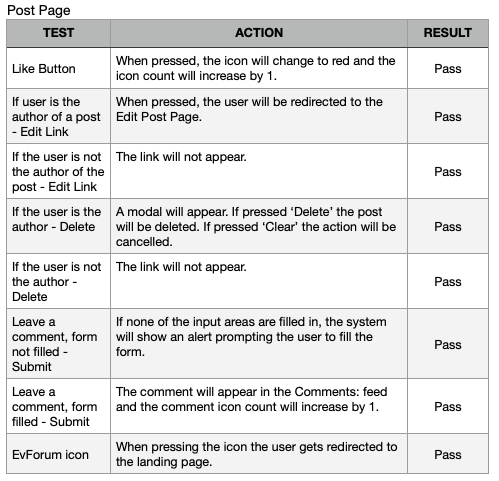 Post Page
TEST ACTION RESULT
Like Button
When pressed, the icon will change to red and the
icon count will increase by 1.
Pass
If user is the
author of a post
- Edit Link
When pressed, the user will be redirected to the
Edit Post Page.
Pass
If the user is not
the author of the
post - Edit Link
The link will not appear.
Pass
If the user is the
author - Delete
A modal will appear. If pressed ‘Delete’ the post
will be deleted. If pressed ‘Clear’ the action will be
cancelled.
Pass
If the user is not
the author -
Delete
The link will not appear.
Pass
Leave a
comment, form
not filled -
Submit
If none of the input areas are filled in, the system
will show an alert prompting the user to fill the
form.
Pass
Leave a
comment, form
filled - Submit
The comment will appear in the Comments: feed
and the comment icon count will increase by 1.
Pass
EvForum icon
When pressing the icon the user gets redirected to
the landing page.
Pass